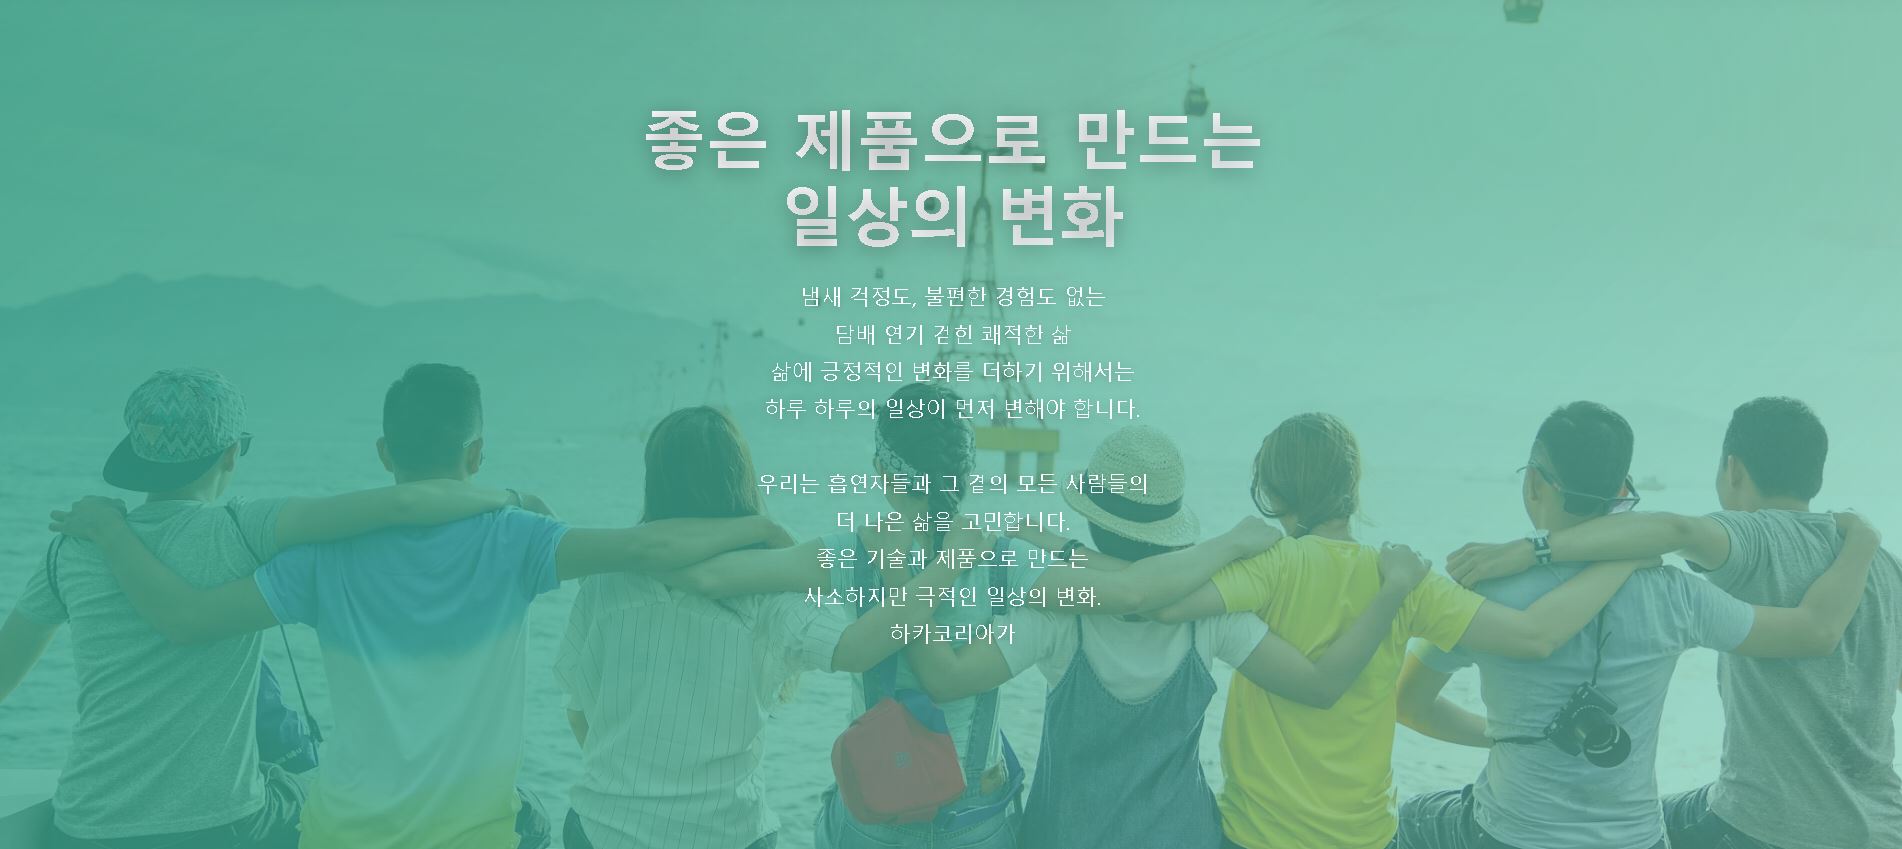 좋은 제품으로 만드는
일상의 변화
냄새 걱정도, 불편한 경험도 없는
담배 연기 걷힌 쾌적한 삶
삶에 긍정적인 변화를 더하기 위해서는
하루 하루의 일상이 먼저 변해야 합니다.
우리는 흡연자들과 그 곁의 모든 사람들의
더 나은 삶을 고민합니다.
좋은 기술과 제품으로 만드는
사소하지만 극적인 일상의 변화.
하카코리아가